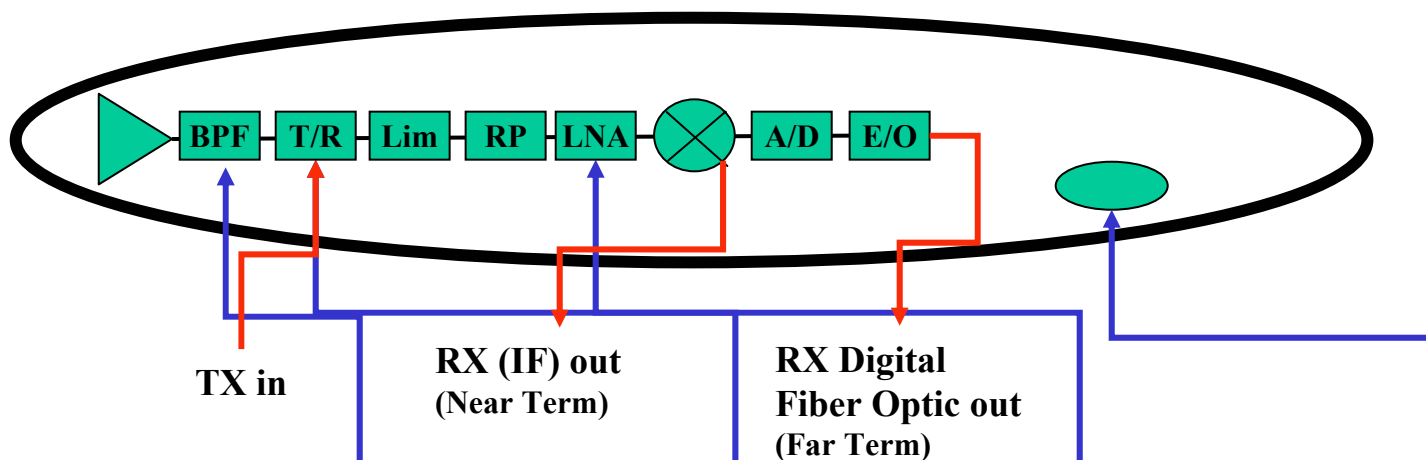 BPF T/R Lim RP LNA A/D E/O
TX in
RX (IF) out
(Near Term)
RX Digital
Fiber Optic out
(Far Term)